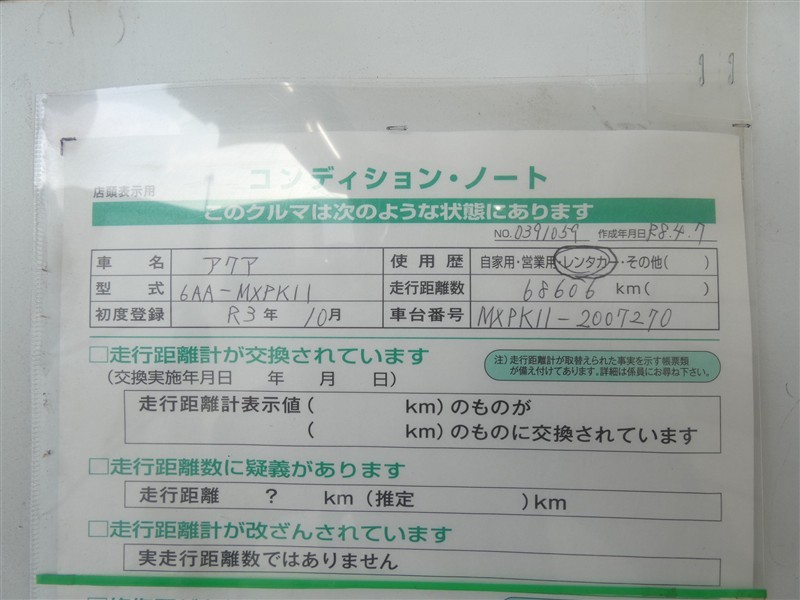 コンディション・ノート
店頭表示用
このクルマは次のような状態にあります
NO. 0391059 作成年月日 R8.4.7
車名 アクア 使用歴 自家用・営業用・レンタカー・その他( )
型式 6AA-MXPK11 走行距離数 68606 km( )
初度登録 R3年 10月 車台番号 MXPK11-2007270
□走行距離計が交換されています
注)走行距離計が取替えられた事実を示す帳票類
が備え付けてあります。詳細は係員にお尋ね下さい。
(交換実施年月日 年 月 日)
走行距離計表示値( km)のものが
( km)のものに交換されています
□走行距離数に疑義があります
走行距離 ? km(推定 )km
□走行距離計が改ざんされています
実走行距離数ではありません